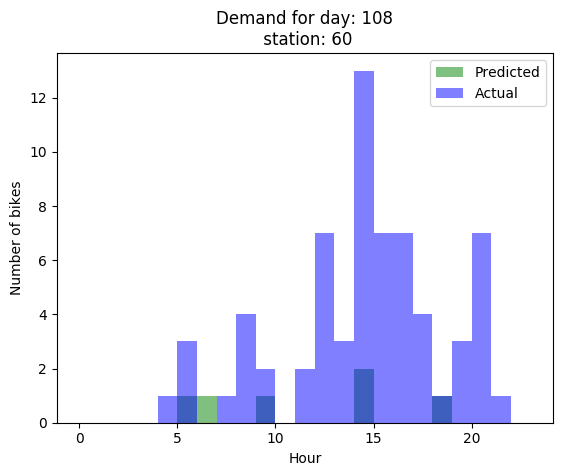 Demand for day: 108
station: 60
Predicted
Actual
Number of bikes
12
10
8
6
4
2
0
0 5 10 15 20
Hour